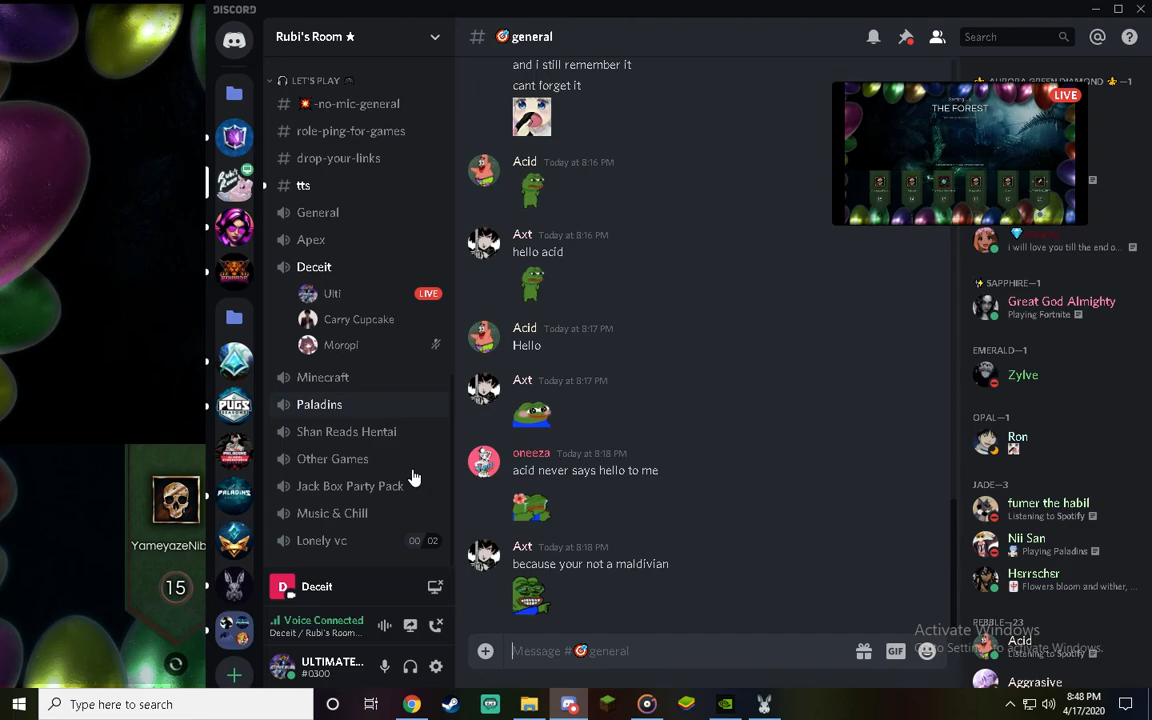 DISCORD
Rubi's Room ★
LET'S PLAY
-no-mic-general
role-ping-for-games
drop-your-links
tts
General
Apex
Deceit
Ulti
LIVE
Carry Cupcake
Moropi
Minecraft
Paladins
Shan Reads Hentai
Other Games
Jack Box Party Pack
Music & Chill
Lonely vc
00 02
D Deceit
Voice Connected
Deceit / Rubi's Room...
ULTIMATE...
#0300
# general
and i still remember it
cant forget it
Acid Today at 8:16 PM
Axt Today at 8:16 PM
hello acid
Acid Today at 8:17 PM
Hello
Axt Today at 8:17 PM
oneeza Today at 8:18 PM
acid never says hello to me
Axt Today at 8:18 PM
because your not a maldivian
Message # general
GIF
Search
AURORA GREEN DIAMOND —1
LIVE
THE FOREST
i will love you till the end o...
SAPPHIRE—1
Great God Almighty
Playing Fortnite
EMERALD—1
Zylve
OPAL—1
Ron
JADE—3
fumer the habil
Listening to Spotify
Nii San
Playing Paladins
Herrscher
Flowers bloom and wither, ...
PEBBLE—23
Acid
Listening to Spotify
Aggrasive
Activate Windows
Go to Settings to activate Windows.
YameyazeNib
15
PUGS
PALADINS
Type here to search
8:48 PM
4/17/2020